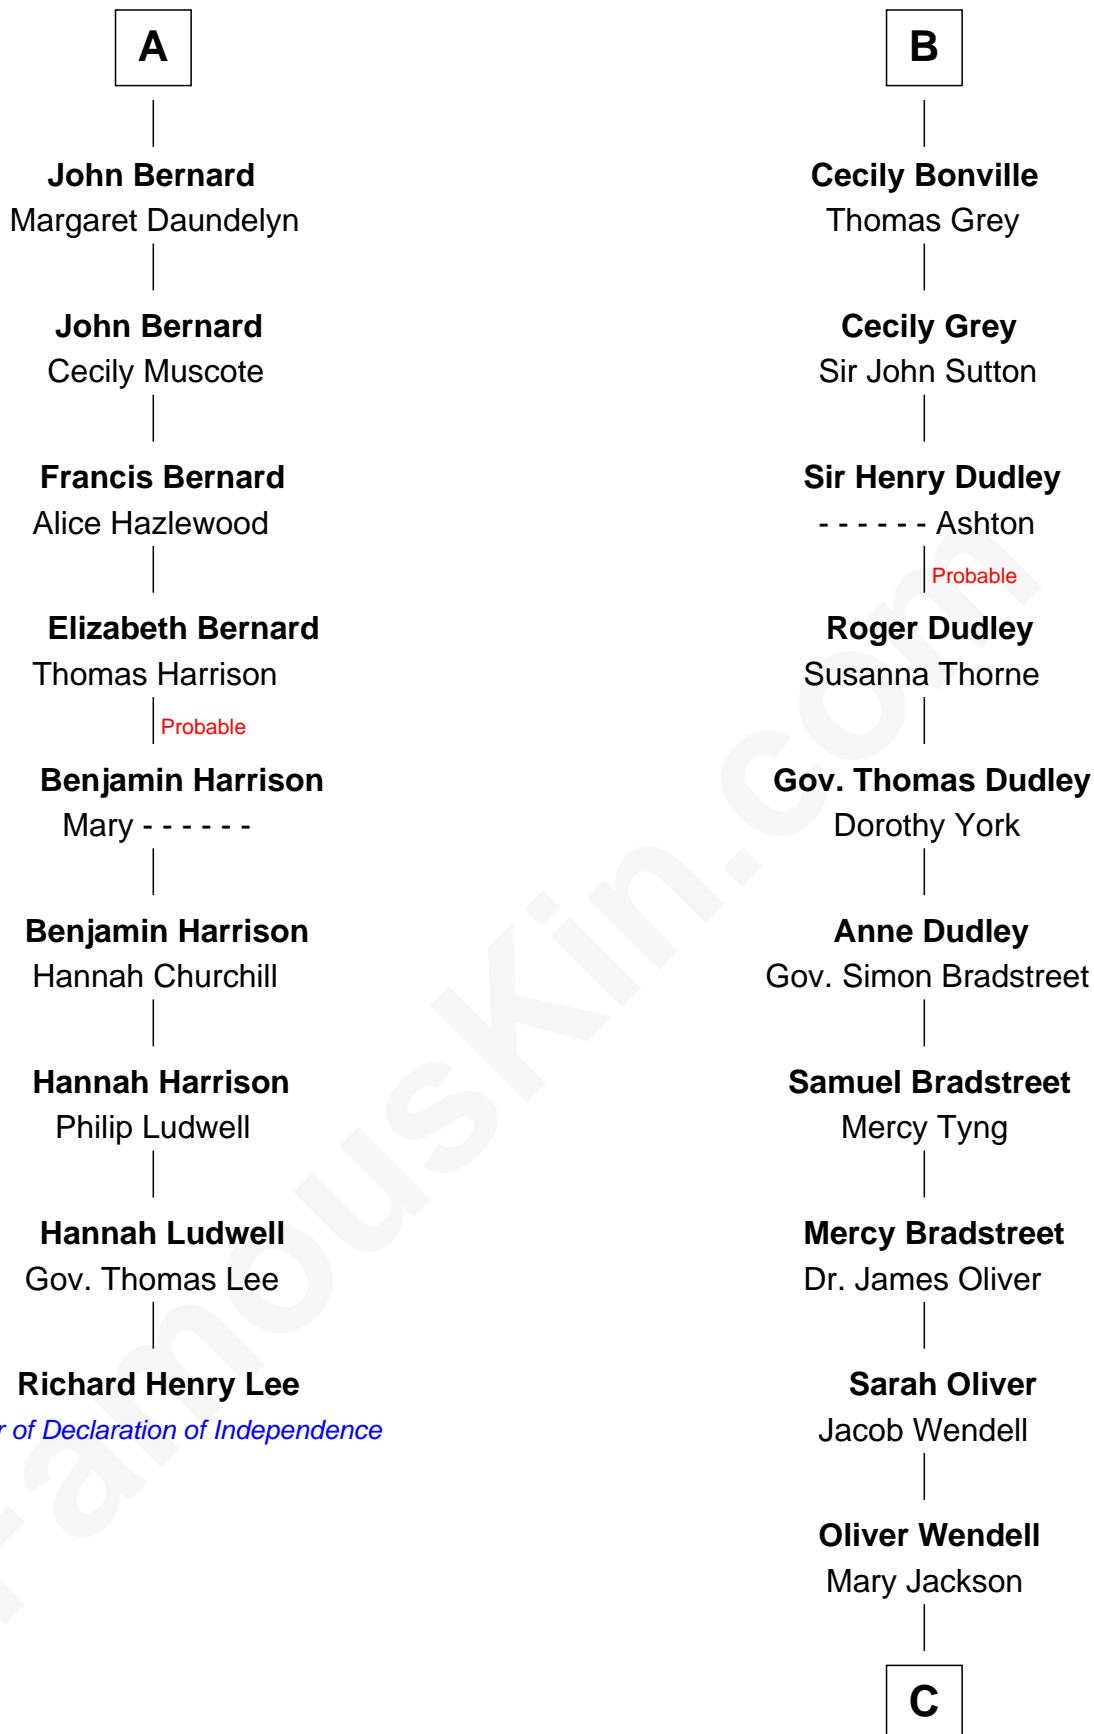 A
John Bernard
Margaret Daundelyn
John Bernard
Cecily Muscote
Francis Bernard
Alice Hazlewood
Elizabeth Bernard
Thomas Harrison
Probable
Benjamin Harrison
Mary - - - - - -
Benjamin Harrison
Hannah Churchill
Hannah Harrison
Philip Ludwell
Hannah Ludwell
Gov. Thomas Lee
Richard Henry Lee
of Declaration of Independence
B
Cecily Bonville
Thomas Grey
Cecily Grey
Sir John Sutton
Sir Henry Dudley
- - - - - - Ashton
Probable
Roger Dudley
Susanna Thorne
Gov. Thomas Dudley
Dorothy York
Anne Dudley
Gov. Simon Bradstreet
Samuel Bradstreet
Mercy Tyng
Mercy Bradstreet
Dr. James Oliver
Sarah Oliver
Jacob Wendell
Oliver Wendell
Mary Jackson
C
FamousKin.com